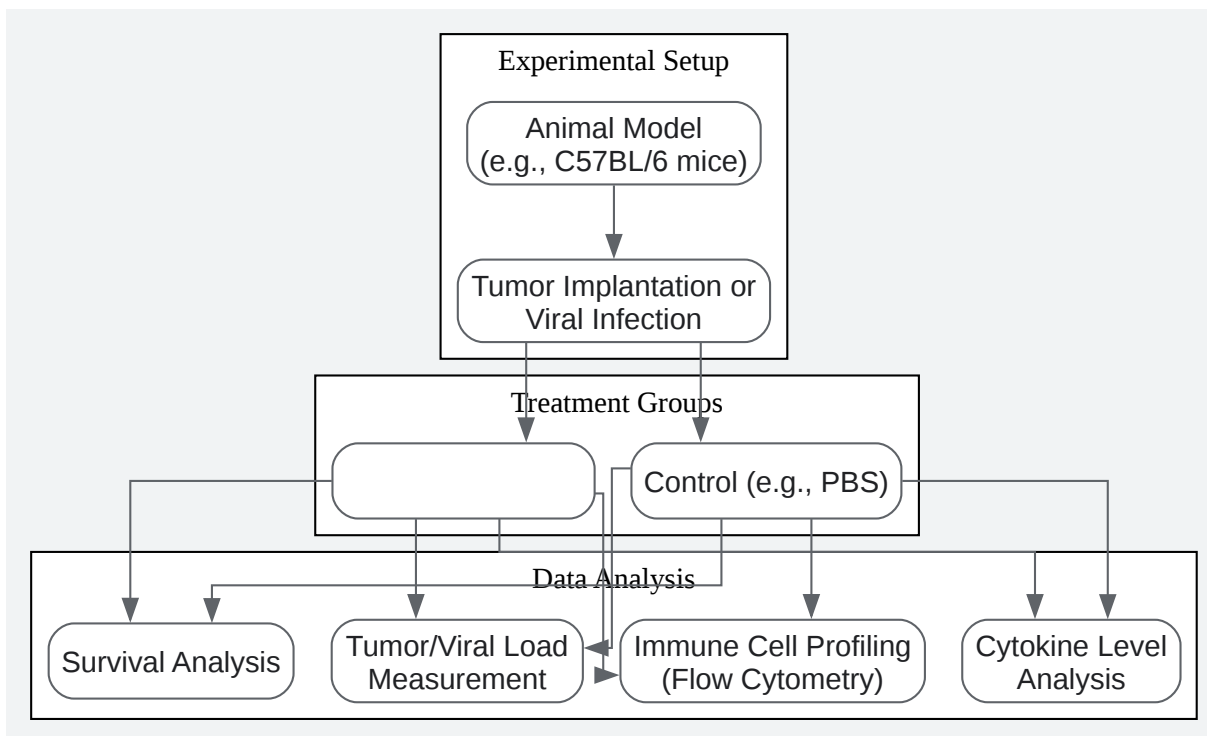 Experimental Setup
Animal Model
(e.g., C57BL/6 mice)
Tumor Implantation or
Viral Infection
Treatment Groups
Control (e.g., PBS)
Data Analysis
Survival Analysis
Tumor/Viral Load
Measurement
Immune Cell Profiling
(Flow Cytometry)
Cytokine Level
Analysis